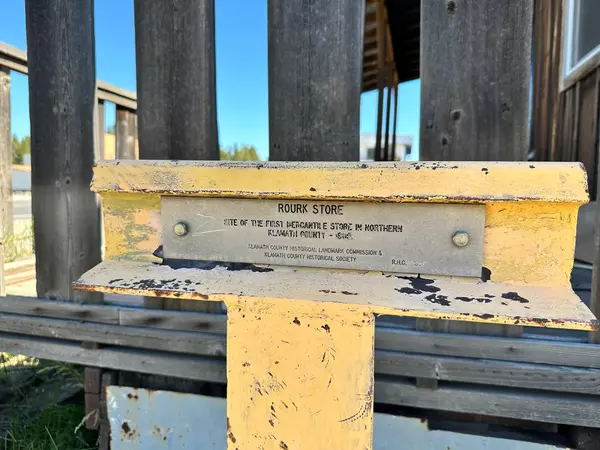 ROURK STORE
SITE OF THE FIRST MERCANTILE STORE IN NORTHERN
KLAMATH COUNTY -
KLAMATH COUNTY HISTORICAL LANDMARK COMMISSION &
KLAMATH COUNTY HISTORICAL SOCIETY R.H.C.